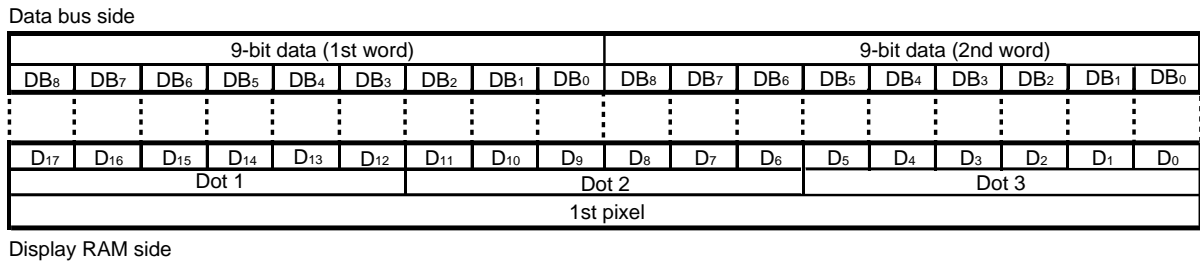 Data bus side
9-bit data (1st word) 9-bit data (2nd word)
DB8 DB7 DB6 DB5 DB4 DB3 DB2 DB1 DB0 DB8 DB7 DB6 DB5 DB4 DB3 DB2 DB1 DB0
D17 D16 D15 D14 D13 D12 D11 D10 D9 D8 D7 D6 D5 D4 D3 D2 D1 D0
Dot 1 Dot 2 Dot 3
1st pixel
Display RAM side